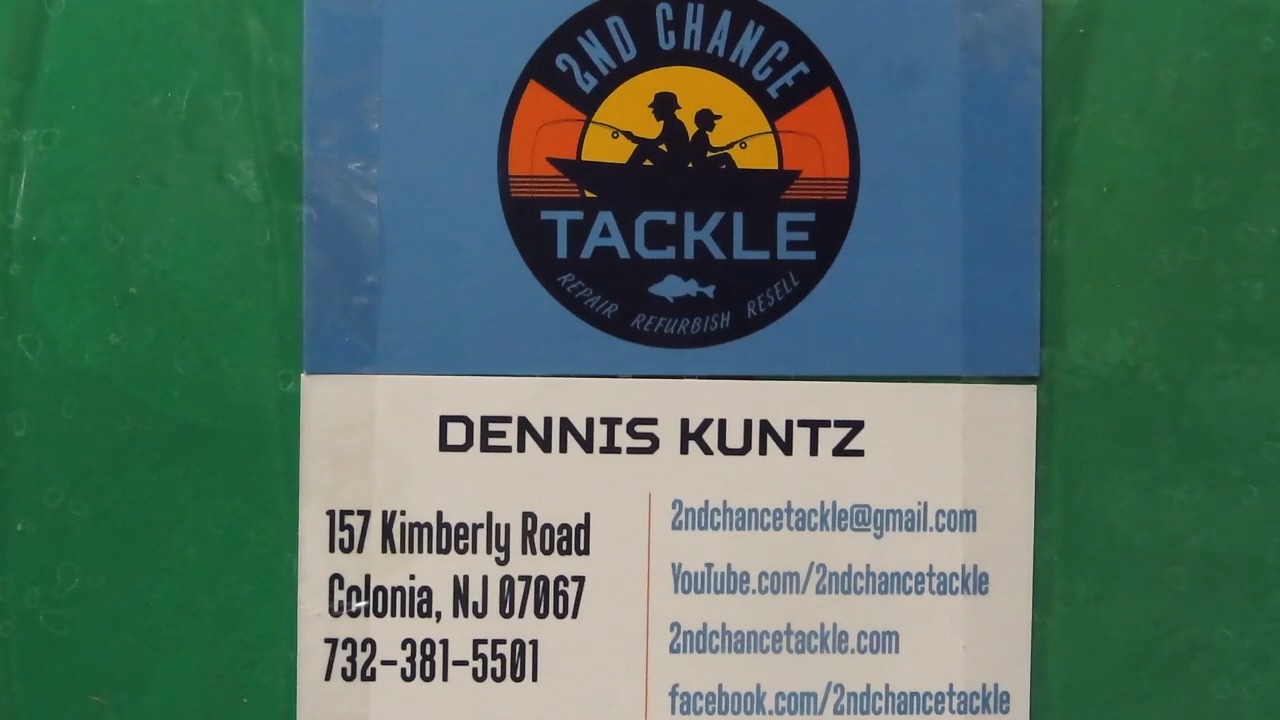 2ND CHANCE
TACKLE
REPAIR REFURBISH RESELL
DENNIS KUNTZ
157 Kimberly Road
Colonia, NJ 07067
732-381-5501
2ndchancetackle@gmail.com
YouTube.com/2ndchancetackle
2ndchancetackle.com
facebook.com/2ndchancetackle